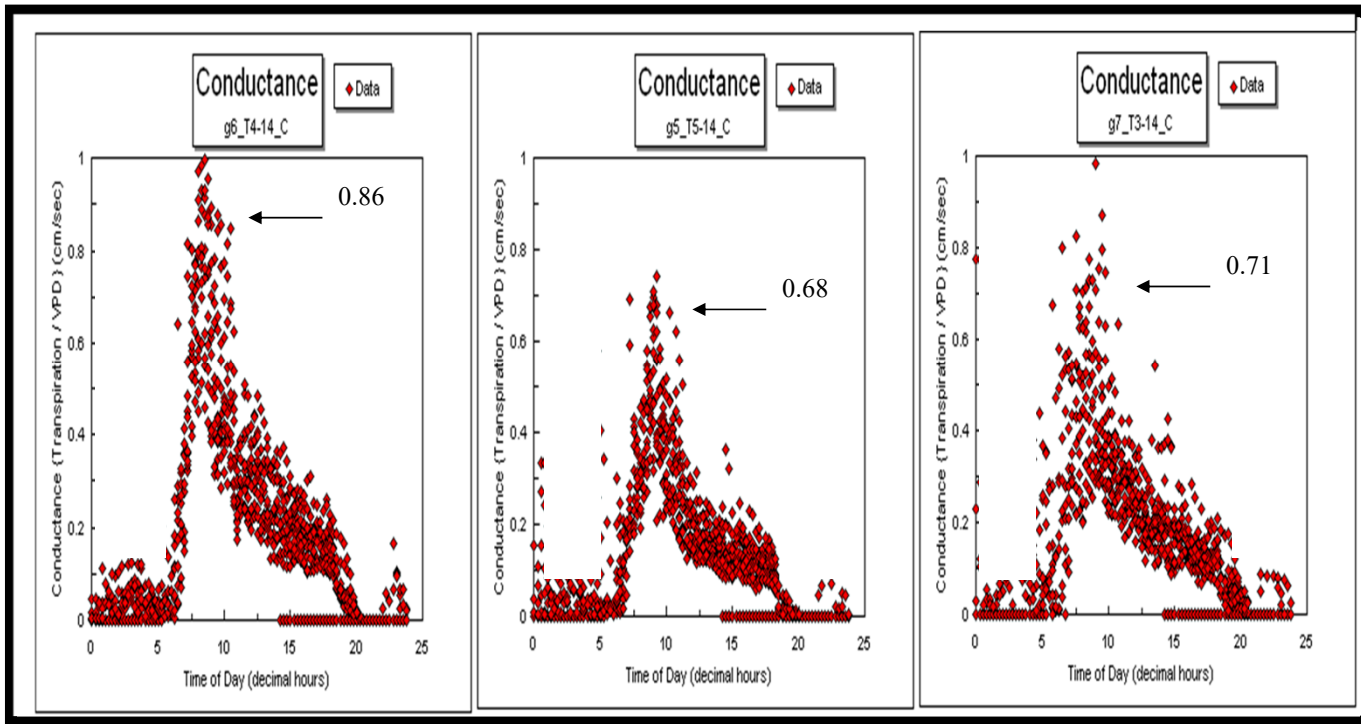 Conductance
g6_T4-14_C
Data
0.86
Conductance {Transpiration / VPD } (cm/sec)
1
0.8
0.6
0.4
0.2
0
0
5
10
15
20
25
Time of Day (decimal hours)
Conductance
g5_T5-14_C
Data
0.68
Conductance {Transpiration / VPD } (cm/sec)
1
0.8
0.6
0.4
0.2
0
0
5
10
15
20
25
Time of Day (decimal hours)
Conductance
g7_T3-14_C
Data
0.71
Conductance {Transpiration / VPD } (cm/sec)
1
0.8
0.6
0.4
0.2
0
0
5
10
15
20
25
Time of Day (decimal hours)